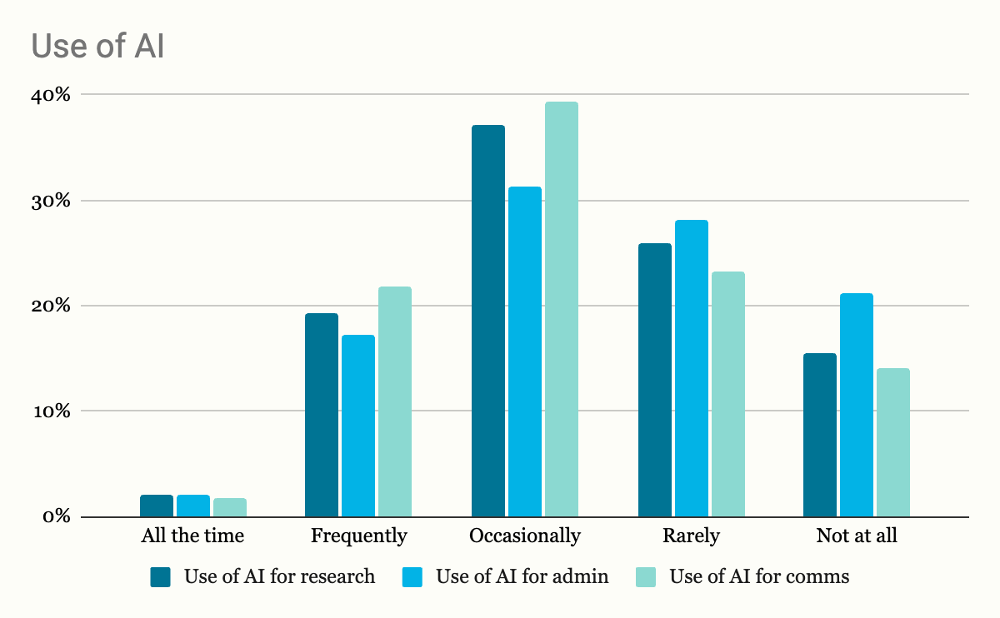 Use of AI
40%
30%
20%
10%
0%
All the time Frequently Occasionally Rarely Not at all
Use of AI for research Use of AI for admin Use of AI for comms